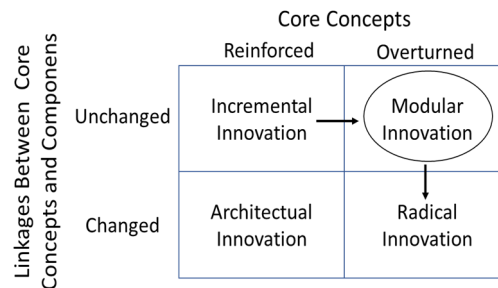 Core Concepts
Reinforced Overturned
Linkages Between Core
Concepts and Componens
Unchanged
Incremental
Innovation
Modular
Innovation
Changed
Architectual
Innovation
Radical
Innovation